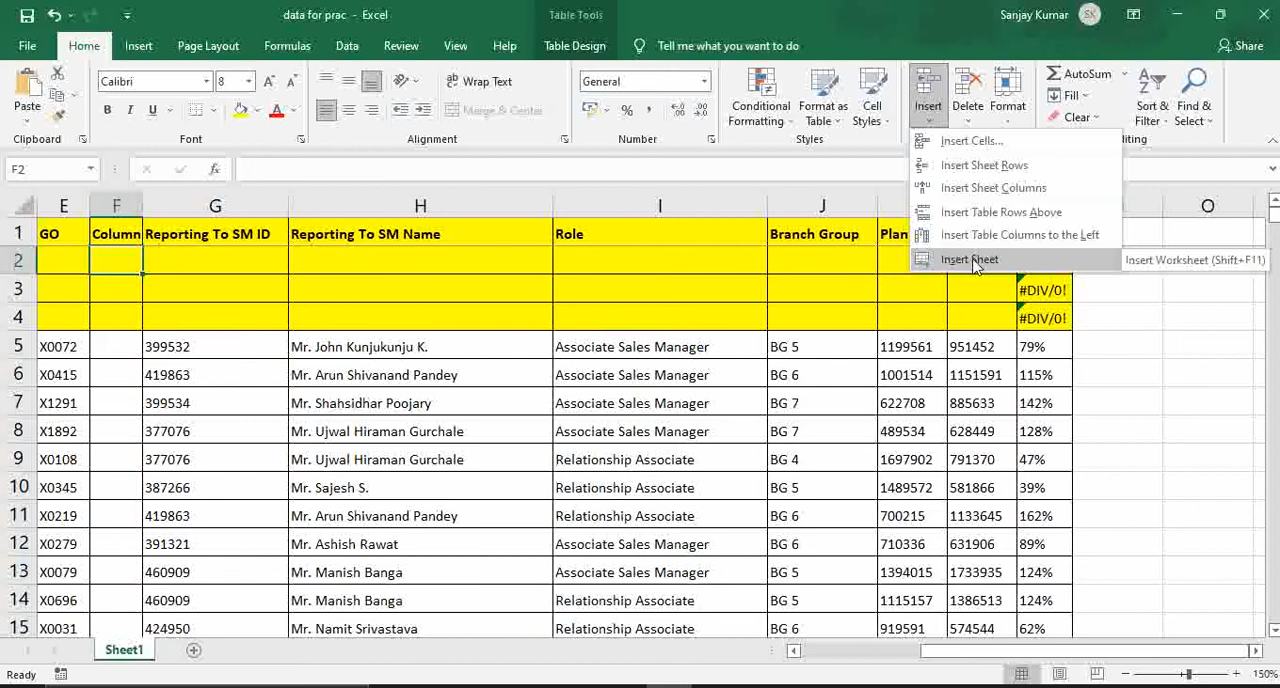 data for prac - Excel
Table Tools
Sanjay Kumar SK
File Home Insert Page Layout Formulas Data Review View Help Table Design Tell me what you want to do Share
Paste
Calibri 8
B I U A
Wrap Text
Merge & Center
General
%
Conditional Formatting
Format as Table
Cell Styles
Insert Delete Format
AutoSum
Fill
Clear
Sort & Filter
Find & Select
Clipboard Font Alignment Number Styles iting
F2 fx
Insert Cells...
Insert Sheet Rows
Insert Sheet Columns
Insert Table Rows Above
Insert Table Columns to the Left
Insert Sheet
Insert Worksheet (Shift+F11)
E F G H I J O
1 GO Column Reporting To SM ID Reporting To SM Name Role Branch Group Plan
2
3 #DIV/0!
4 #DIV/0!
5 X0072 399532 Mr. John Kunjukunju K. Associate Sales Manager BG 5 1199561 951452 79%
6 X0415 419863 Mr. Arun Shivanand Pandey Associate Sales Manager BG 6 1001514 1151591 115%
7 X1291 399534 Mr. Shahsidhar Poojary Associate Sales Manager BG 7 622708 885633 142%
8 X1892 377076 Mr. Ujwal Hiraman Gurchale Associate Sales Manager BG 7 489534 628449 128%
9 X0108 377076 Mr. Ujwal Hiraman Gurchale Relationship Associate BG 4 1697902 791370 47%
10 X0345 387266 Mr. Sajesh S. Relationship Associate BG 5 1489572 581866 39%
11 X0219 419863 Mr. Arun Shivanand Pandey Relationship Associate BG 6 700215 1133645 162%
12 X0279 391321 Mr. Ashish Rawat Associate Sales Manager BG 6 710336 631906 89%
13 X0079 460909 Mr. Manish Banga Associate Sales Manager BG 5 1394015 1733935 124%
14 X0696 460909 Mr. Manish Banga Relationship Associate BG 5 1115157 1386513 124%
15 X0031 424950 Mr. Namit Srivastava Relationship Associate BG 6 919591 574544 62%
Sheet1
Ready 150%